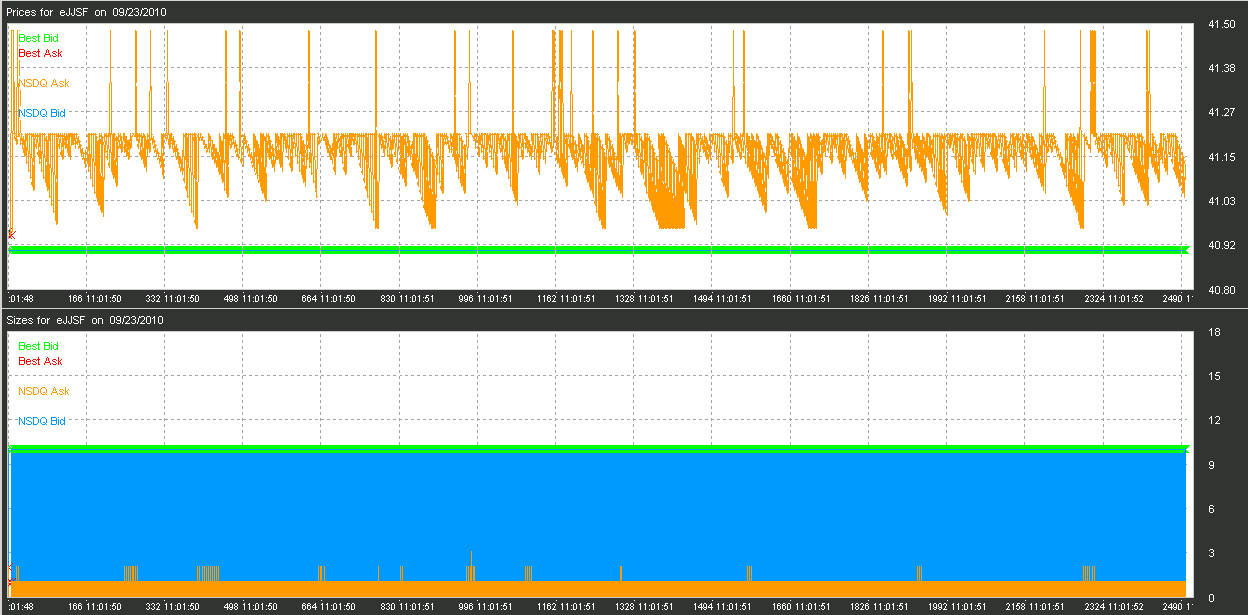 Prices for eJJSF on 09/23/2010
41.50
Best Bid
Best Ask
41.38
NSDQ Ask
NSDQ Bid
41.27
41.15
41.03
40.92
40.80
:01:48 166 11:01:50 332 11:01:50 498 11:01:50 664 11:01:50 830 11:01:51 996 11:01:51 1162 11:01:51 1328 11:01:51 1494 11:01:51 1660 11:01:51 1826 11:01:51 1992 11:01:51 2158 11:01:51 2324 11:01:52 2490 1
Sizes for eJJSF on 09/23/2010
18
Best Bid
Best Ask
15
NSDQ Ask
NSDQ Bid
12
9
6
3
0
:01:48 166 11:01:50 332 11:01:50 498 11:01:50 664 11:01:50 830 11:01:51 996 11:01:51 1162 11:01:51 1328 11:01:51 1494 11:01:51 1660 11:01:51 1826 11:01:51 1992 11:01:51 2158 11:01:51 2324 11:01:52 2490 1